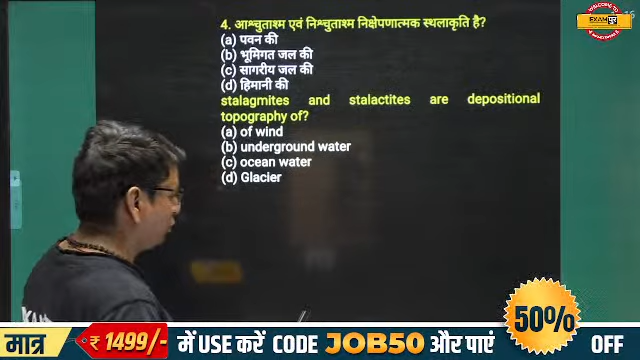 4. आश्चुताश्म एवं निश्चुताश्म निक्षेपणात्मक स्थलाकृति है?
(a) पवन की
(b) भूमिगत जल की
(c) सागरीय जल की
(d) हिमानी की
stalagmites and stalactites are depositional
topography of?
(a) of wind
(b) underground water
(c) ocean water
(d) Glacier
EXAMपुर
मात्र ₹ 1499/- में USE करें CODE JOB50 और पाएं 50% OFF